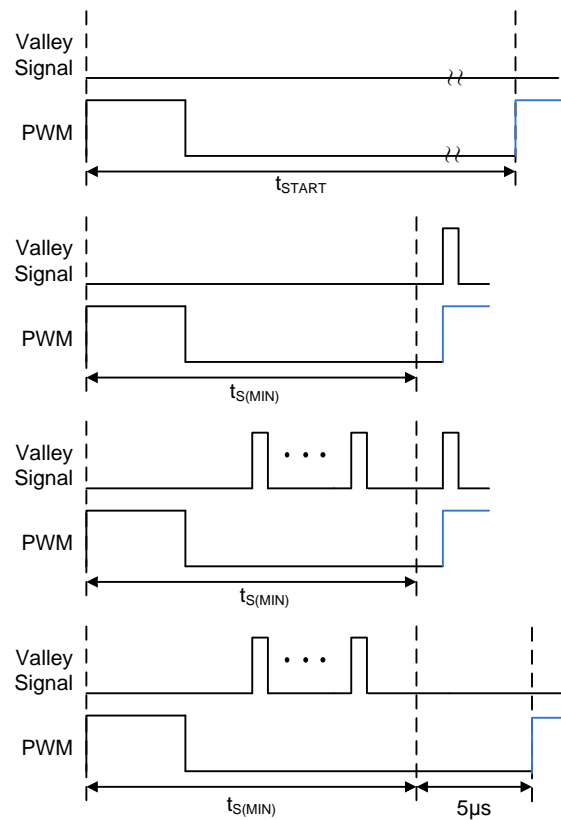 Valley
Signal
PWM
tSTART
Valley
Signal
PWM
tS(MIN)
Valley
Signal
PWM
tS(MIN)
Valley
Signal
PWM
tS(MIN)
5µs